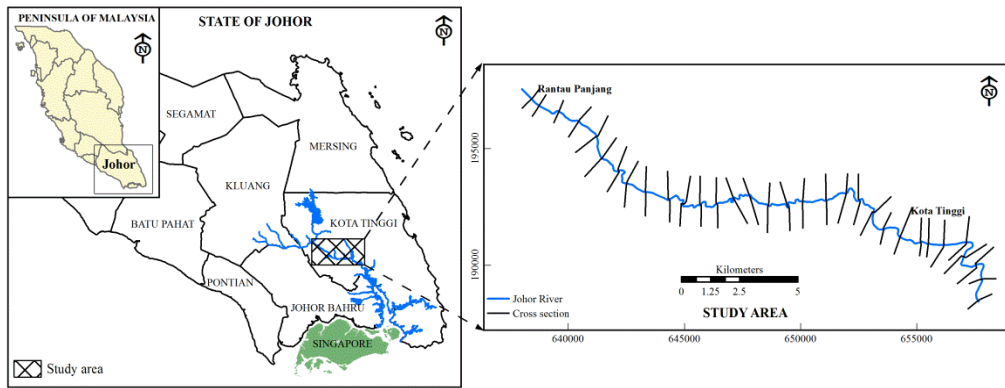 PENINSULA OF MALAYSIA
N
Johor
STATE OF JOHOR
N
SEGAMAT
MERSING
KLUANG
BATU PAHAT
KOTA TINGGI
PONTIAN
JOHOR BAHRU
SINGAPORE
Study area
N
Rantau Panjang
Kota Tinggi
195000
190000
Kilometers
0 1.25 2.5 5
Johor River
Cross section
STUDY AREA
640000 645000 650000 655000